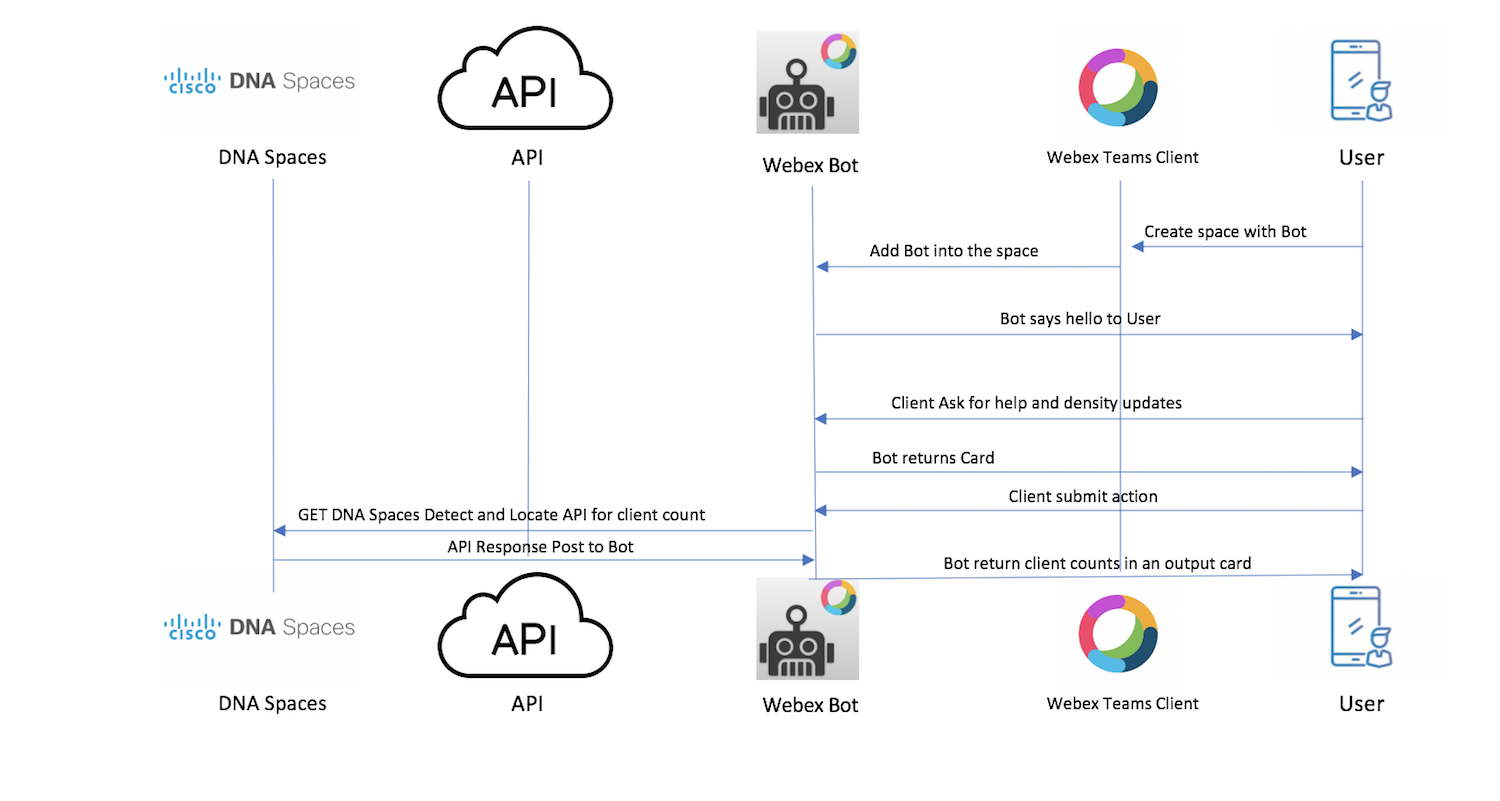 CISCO DNA Spaces
API
DNA Spaces
API
Webex Bot
Webex Teams Client
User
Create space with Bot
Add Bot into the space
Bot says hello to User
Client Ask for help and density updates
Bot returns Card
Client submit action
GET DNA Spaces Detect and Locate API for client count
API Response Post to Bot
Bot return client counts in an output card
CISCO DNA Spaces
API
DNA Spaces
API
Webex Bot
Webex Teams Client
User